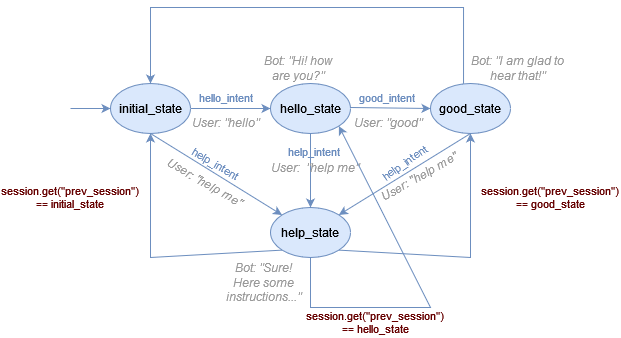 Bot: "Hi! how
are you?"
Bot: "I am glad to
hear that!"
initial_state
hello_intent
User: "hello"
hello_state
good_intent
User: "good"
good_state
help_intent
User: "help me"
help_intent
User: "help me"
help_intent
User: "help me"
session.get("prev_session")
== initial_state
session.get("prev_session")
== good_state
help_state
Bot: "Sure!
Here some
instructions..."
session.get("prev_session")
== hello_state